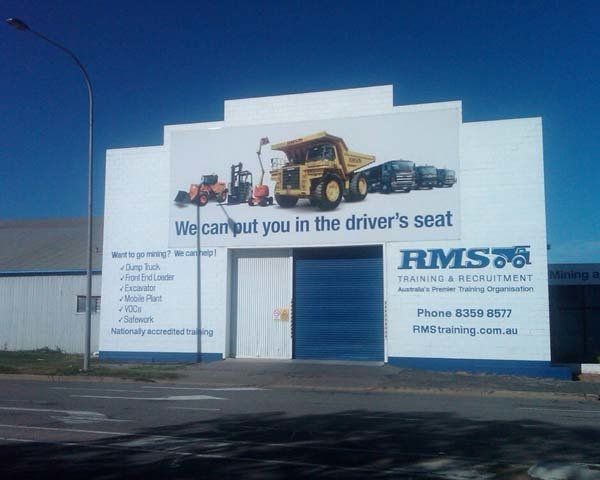 We can put you in the driver's seat
Want to go mining? We can help!
✓ Dump Truck
✓ Front End Loader
✓ Excavator
✓ Mobile Plant
✓ VOCs
✓ Safework
Nationally accredited training
RMS
TRAINING & RECRUITMENT
Australia's Premier Training Organisation
Phone 8359 8577
RMStraining.com.au
Mining a